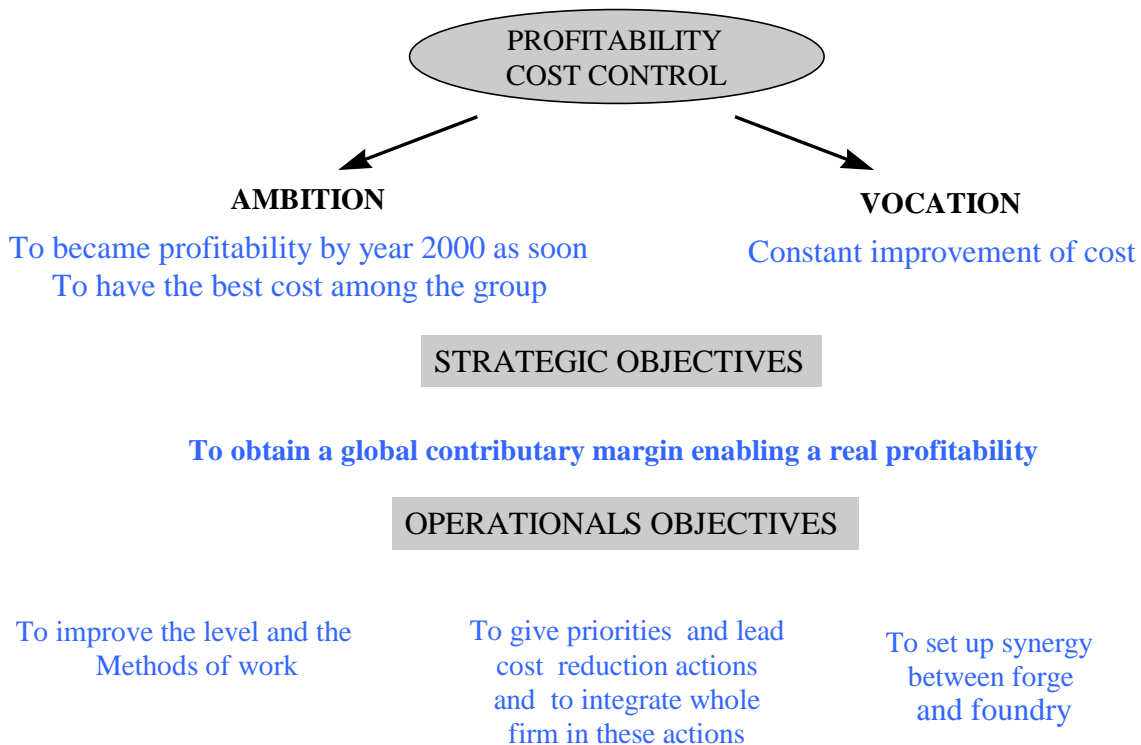 PROFITABILITY
COST CONTROL
AMBITION
To became profitability by year 2000 as soon
To have the best cost among the group
VOCATION
Constant improvement of cost
STRATEGIC OBJECTIVES
To obtain a global contributary margin enabling a real profitability
OPERATIONALS OBJECTIVES
To improve the level and the
Methods of work
To give priorities and lead
cost reduction actions
and to integrate whole
firm in these actions
To set up synergy
between forge
and foundry